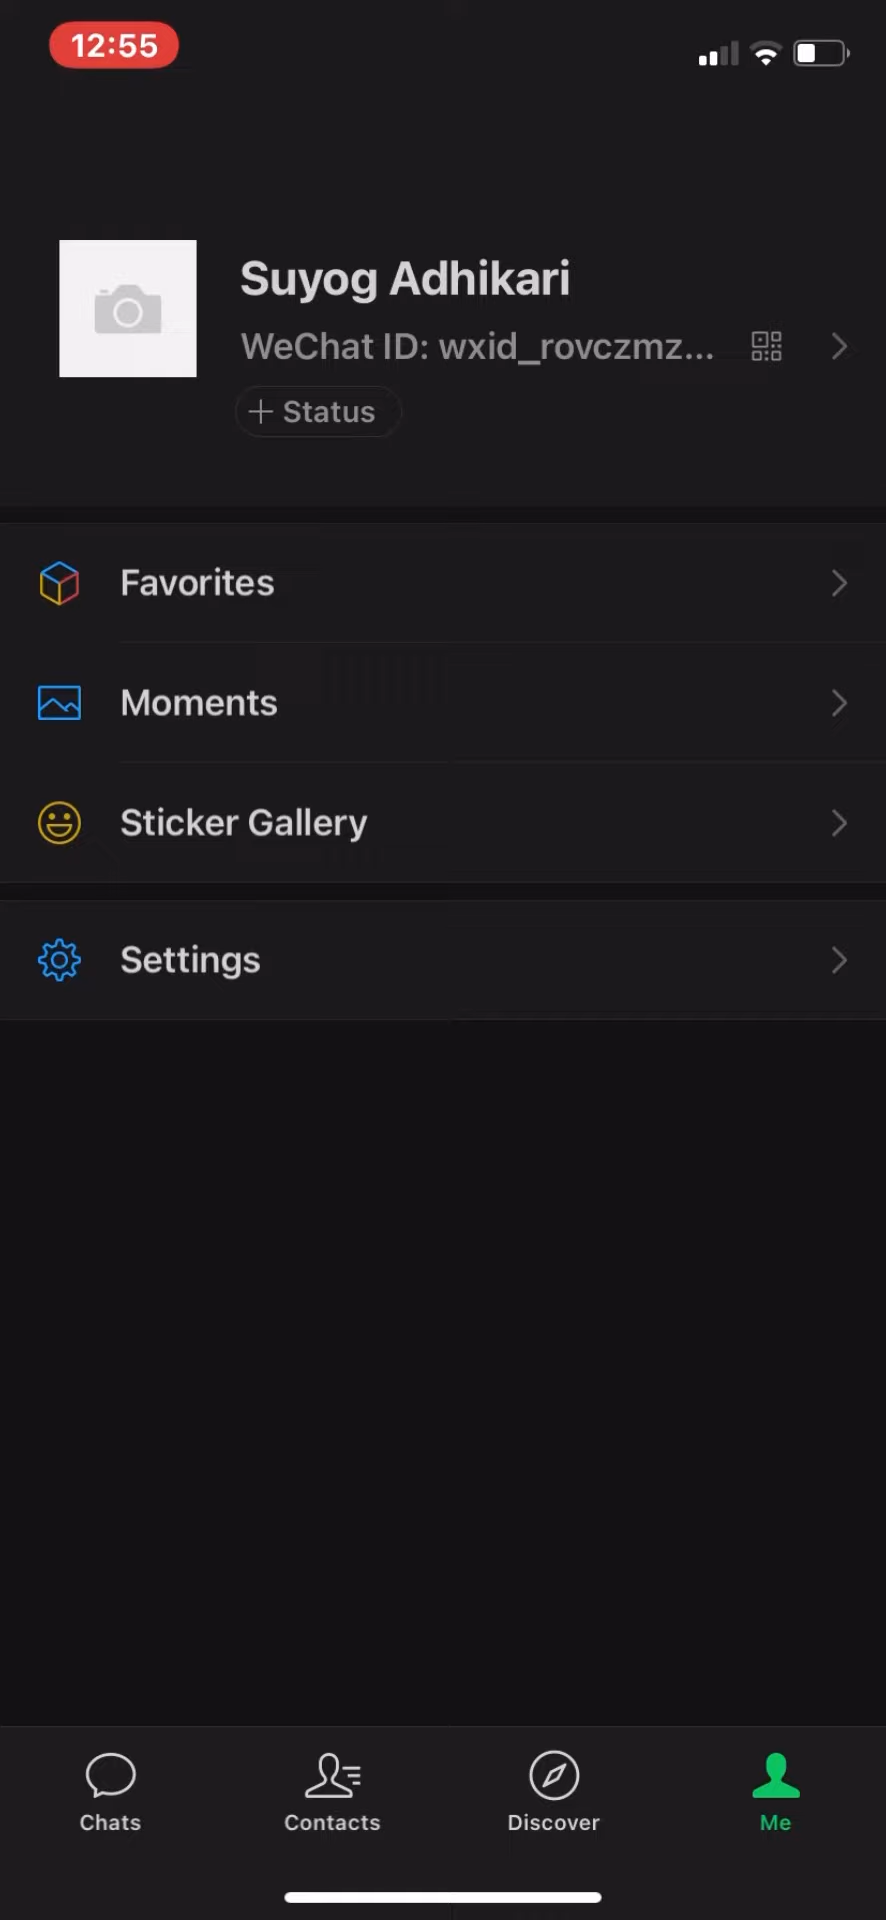 12:55
Suyog Adhikari
WeChat ID: wxid_rovczmz...
+ Status
Favorites
Moments
Sticker Gallery
Settings
Chats
Contacts
Discover
Me